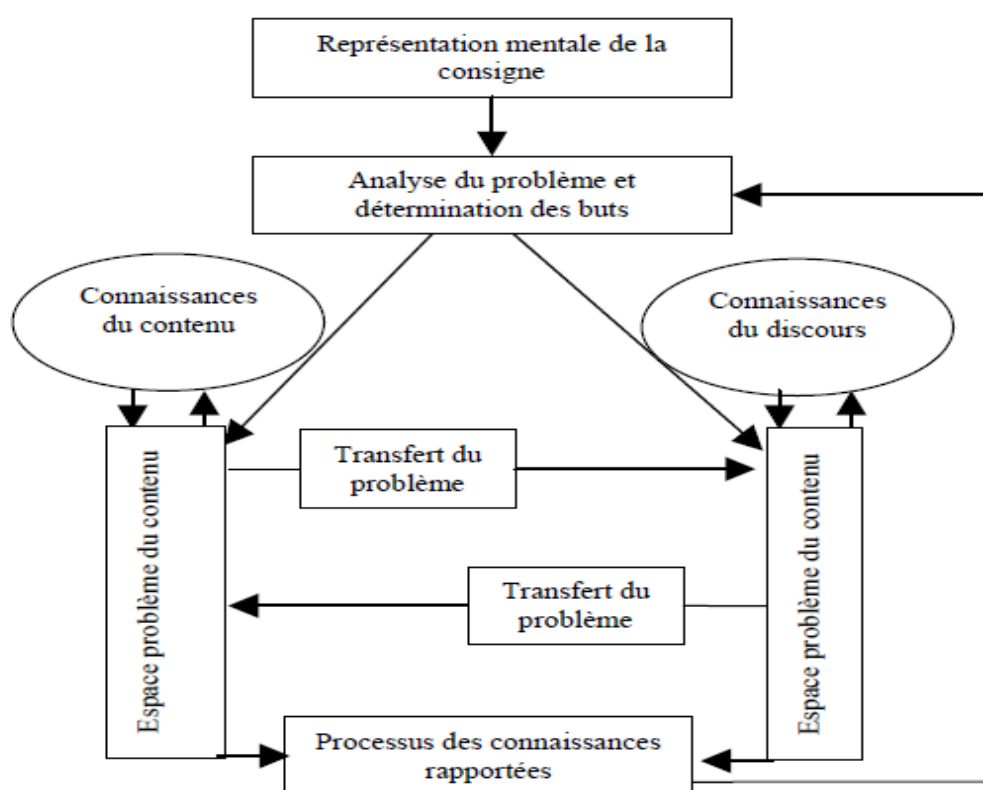 Représentation mentale de la
consigne
Analyse du problème et
détermination des buts
Connaissances
du contenu
Connaissances
du discours
Transfert du
problème
Espace problème du contenu
Espace problème du contenu
Transfert du
problème
Processus des connaissances
rapportées